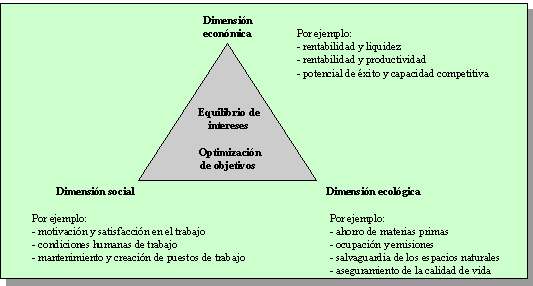 Dimensión
económica
Por ejemplo:
- rentabilidad y liquidez
- rentabilidad y productividad
- potencial de éxito y capacidad competitiva
Equilibrio de
intereses
Optimización
de objetivos
Dimensión social
Dimensión ecológica
Por ejemplo:
- motivación y satisfacción en el trabajo
- condiciones humanas de trabajo
- mantenimiento y creación de puestos de trabajo
Por ejemplo:
- ahorro de materias primas
- ocupación y emisiones
- salvaguardia de los espacios naturales
- aseguramiento de la calidad de vida